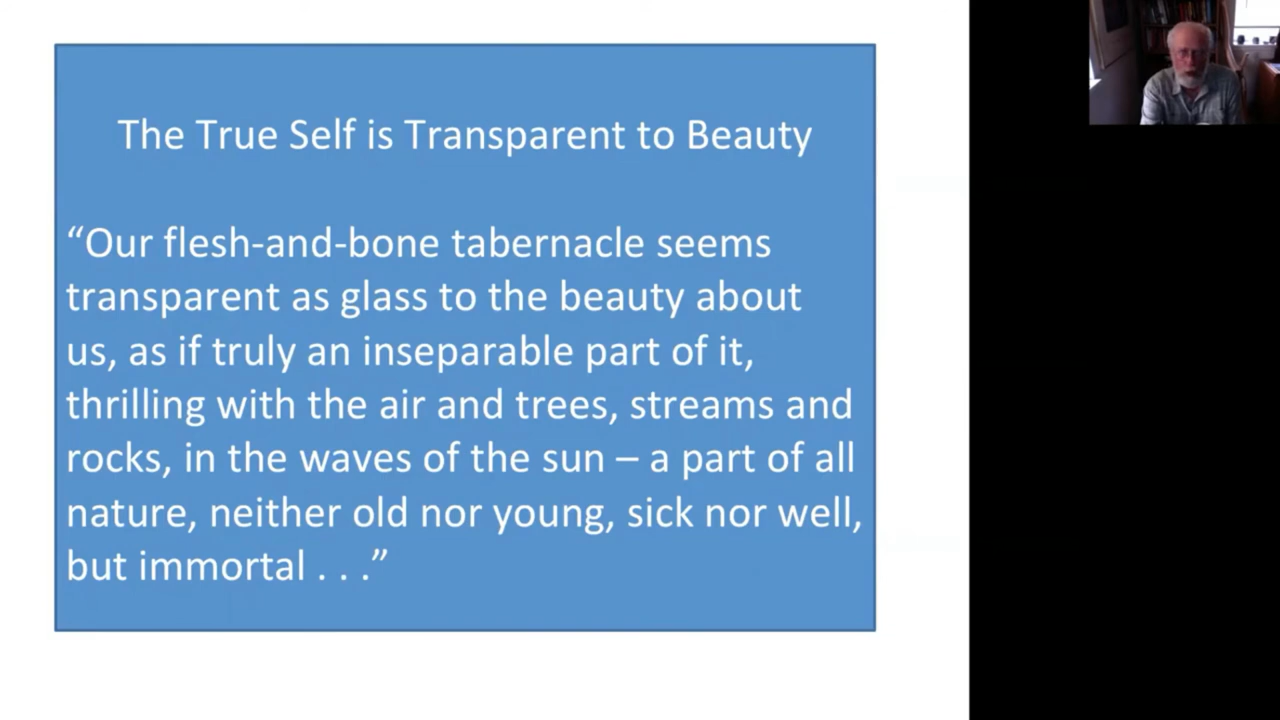 The True Self is Transparent to Beauty
“Our flesh-and-bone tabernacle seems
transparent as glass to the beauty about
us, as if truly an inseparable part of it,
thrilling with the air and trees, streams and
rocks, in the waves of the sun – a part of all
nature, neither old nor young, sick nor well,
but immortal . . .”